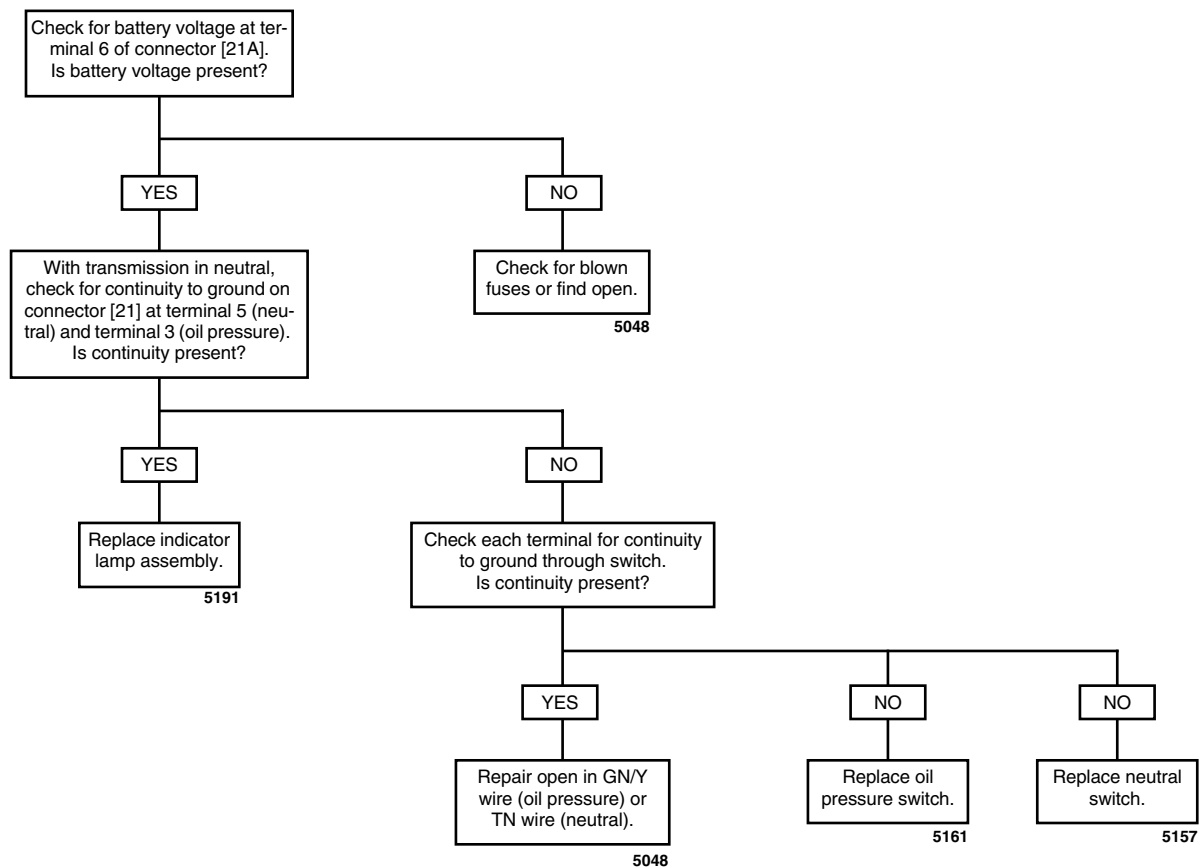 Check for battery voltage at ter-
minal 6 of connector [21A].
Is battery voltage present?
YES
NO
With transmission in neutral,
check for continuity to ground on
connector [21] at terminal 5 (neu-
tral) and terminal 3 (oil pressure).
Is continuity present?
Check for blown
fuses or find open.
5048
YES
NO
Replace indicator
lamp assembly.
5191
Check each terminal for continuity
to ground through switch.
Is continuity present?
YES
NO
NO
Repair open in GN/Y
wire (oil pressure) or
TN wire (neutral).
5048
Replace oil
pressure switch.
5161
Replace neutral
switch.
5157